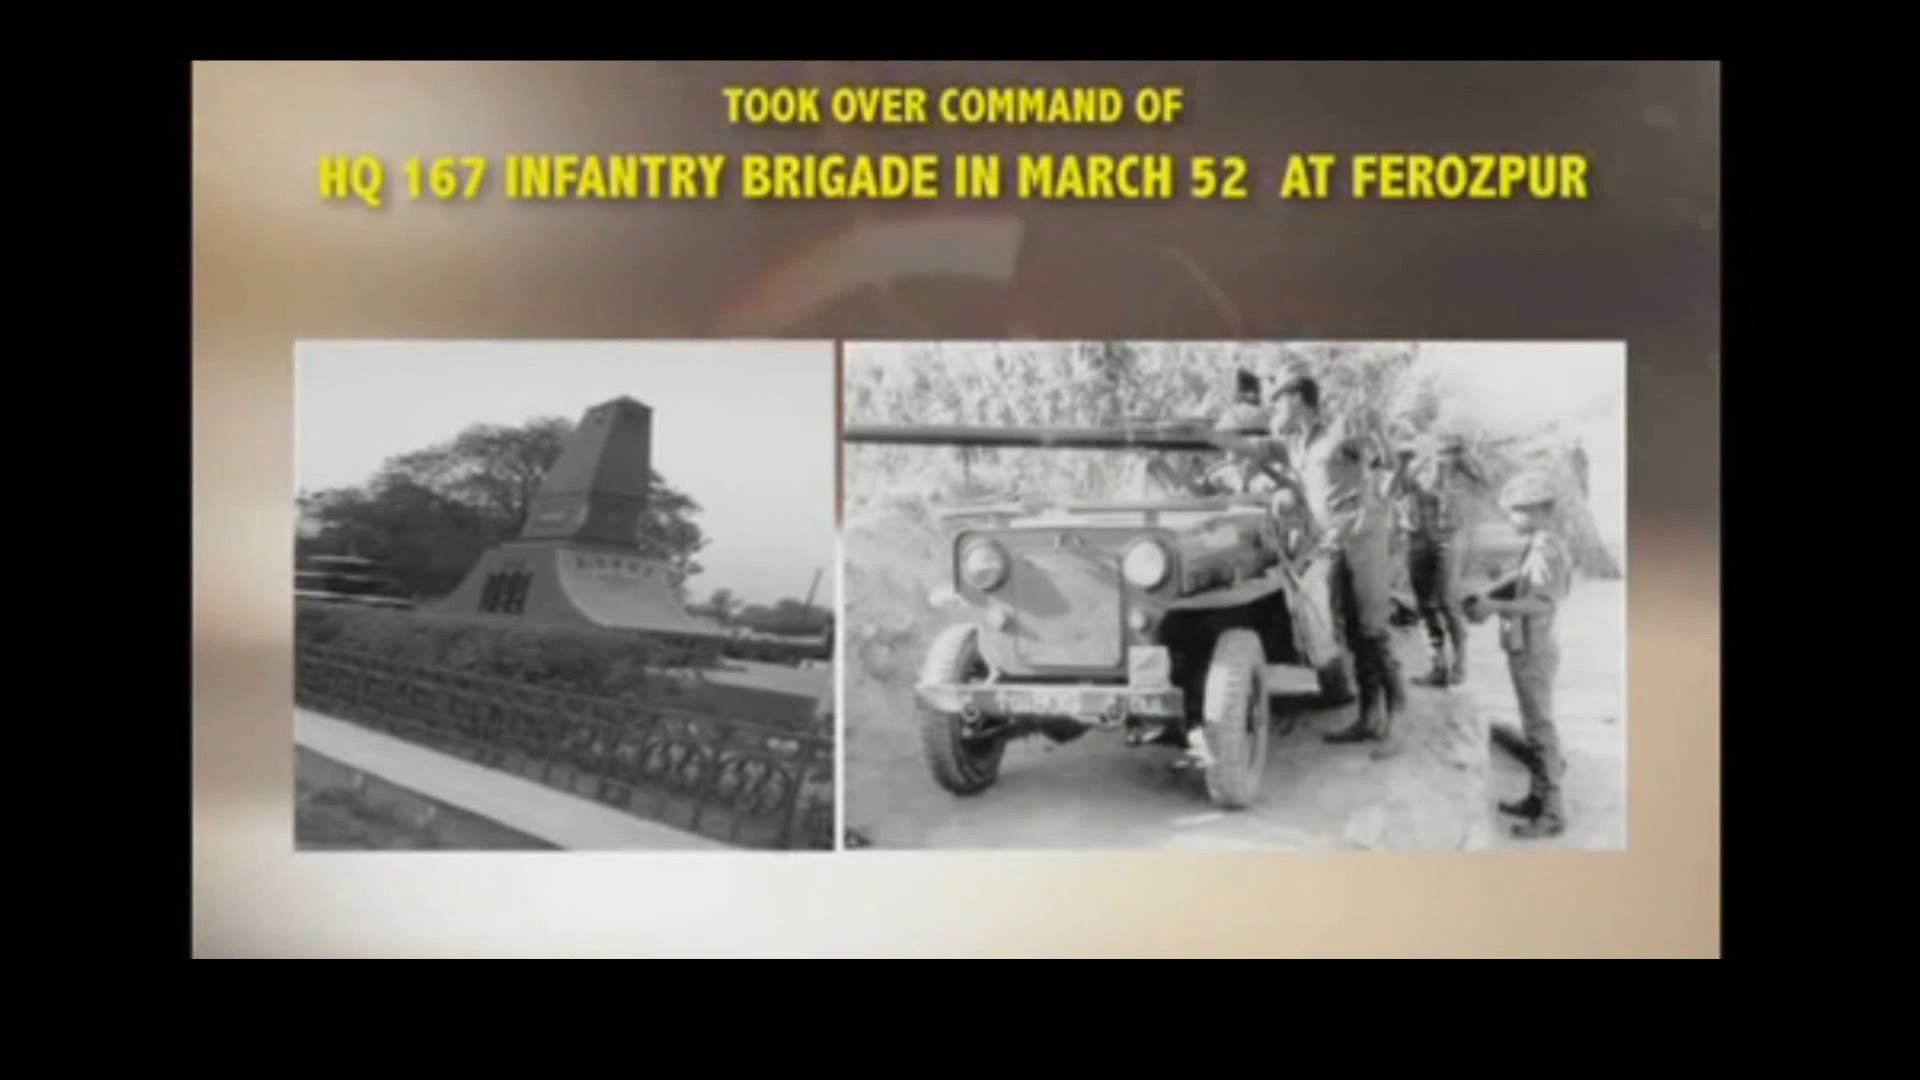 TOOK OVER COMMAND OF
HQ 167 INFANTRY BRIGADE IN MARCH 52 AT FEROZPUR